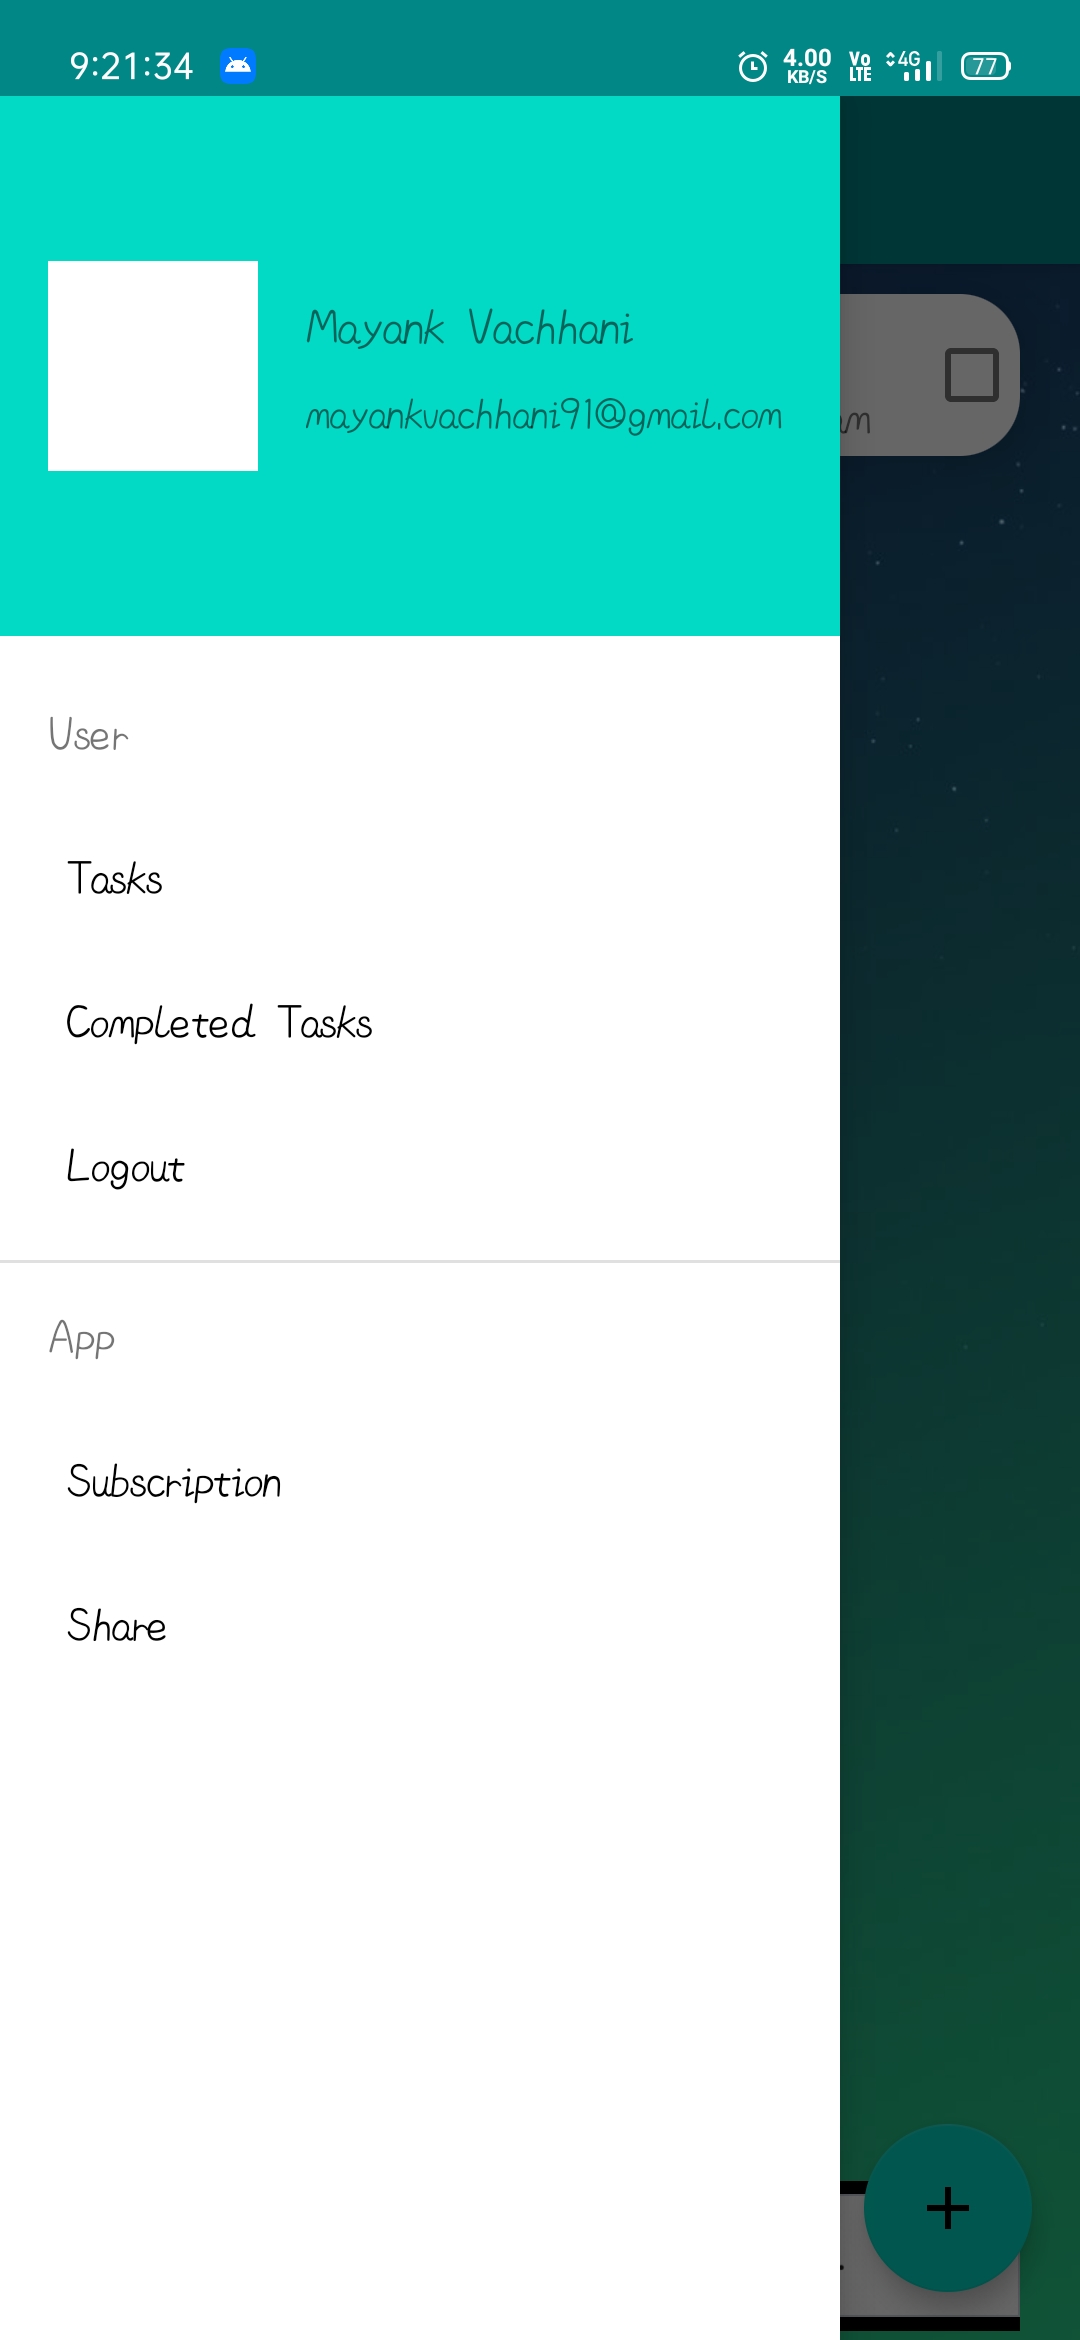 9:21:34 4.00 KB/S Vo LTE 4G 77
Mayank Vachhani
mayankvachhani91@gmail.com
User
Tasks
Completed Tasks
Logout
App
Subscription
Share